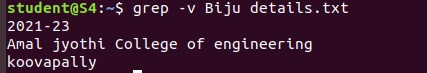 student@S4:~$ grep -v Biju details.txt
2021-23
Amal jyothi College of engineering
koovapally